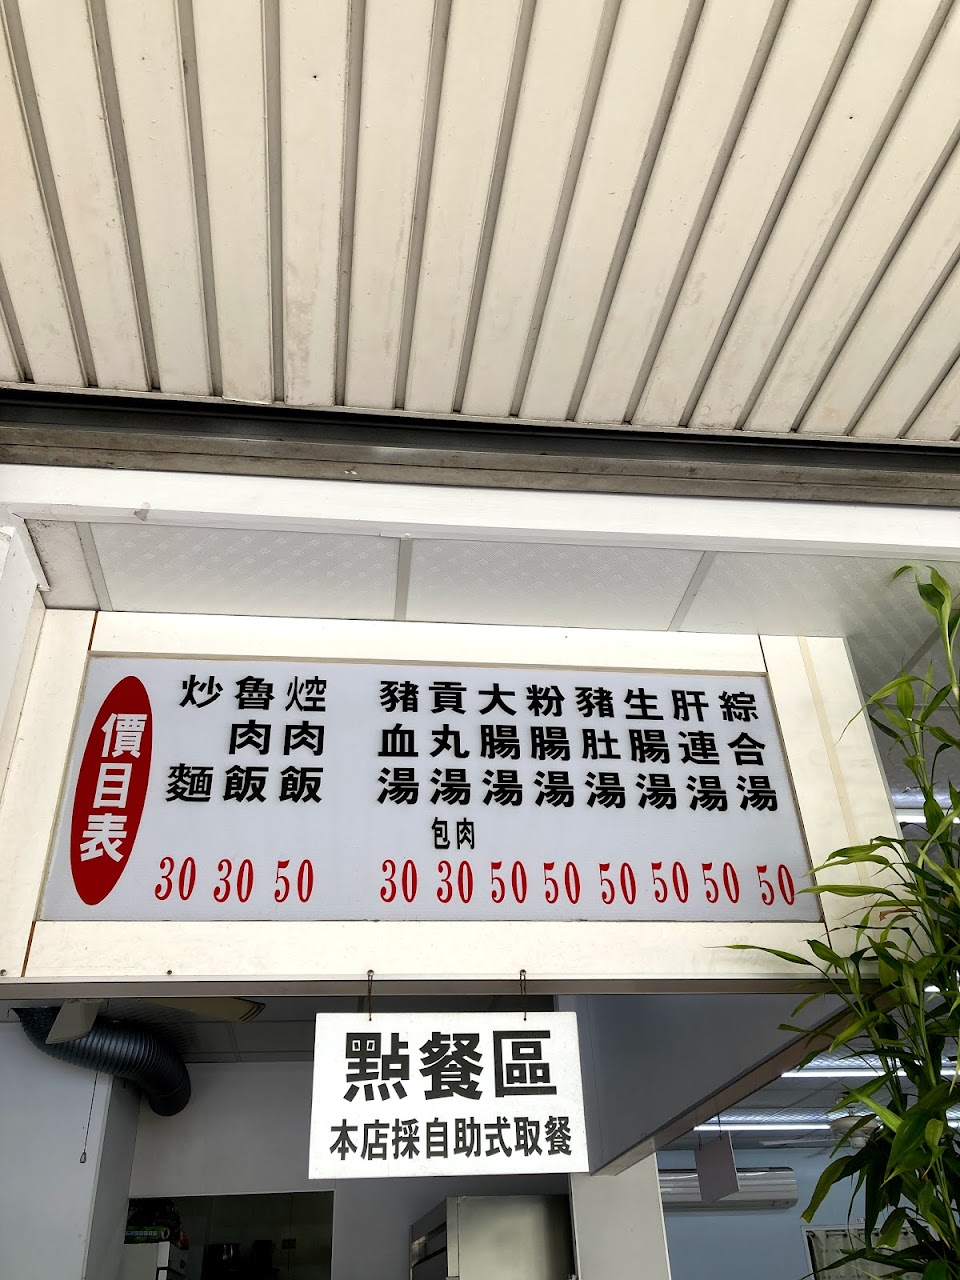 綜合湯 50
肝連湯 50
生腸湯 50
豬肚湯 50
粉腸湯 50
大腸湯 50
貢丸湯 包肉 30
豬血湯 30
焢肉飯 50
魯肉飯 30
炒麵 30
價目表
點餐區
本店採自助式取餐